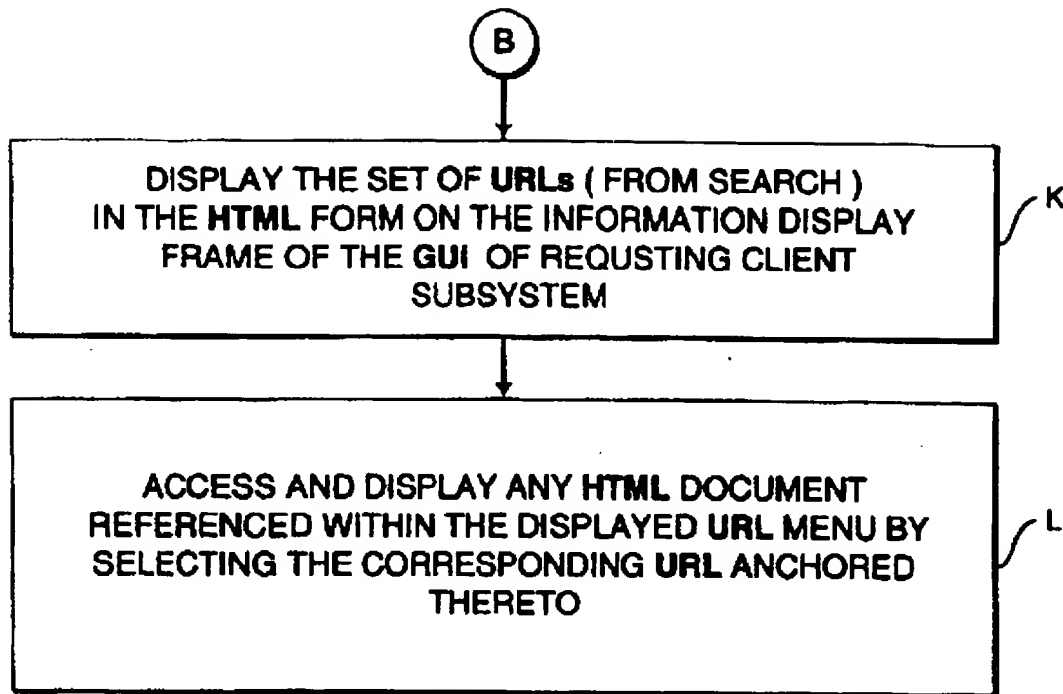 B
DISPLAY THE SET OF URLs ( FROM SEARCH )
IN THE HTML FORM ON THE INFORMATION DISPLAY
FRAME OF THE GUI OF REQUSTING CLIENT
SUBSYSTEM
K
ACCESS AND DISPLAY ANY HTML DOCUMENT
REFERENCED WITHIN THE DISPLAYED URL MENU BY
SELECTING THE CORRESPONDING URL ANCHORED
THERETO
L